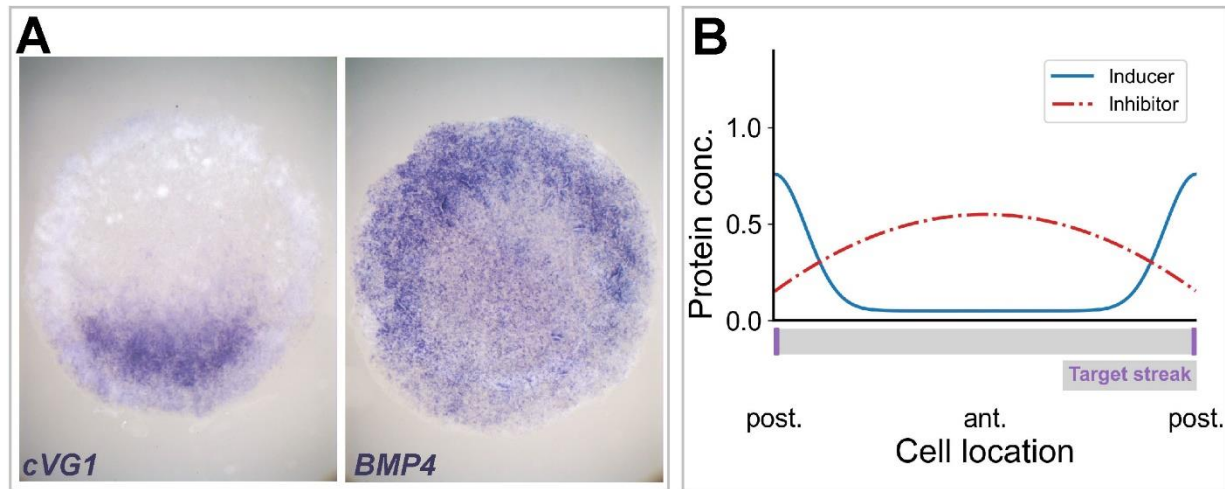 A
cVG1
BMP4
B
Inducer
Inhibitor
Protein conc.
1.0
0.5
0.0
Target streak
post.
ant.
post.
Cell location